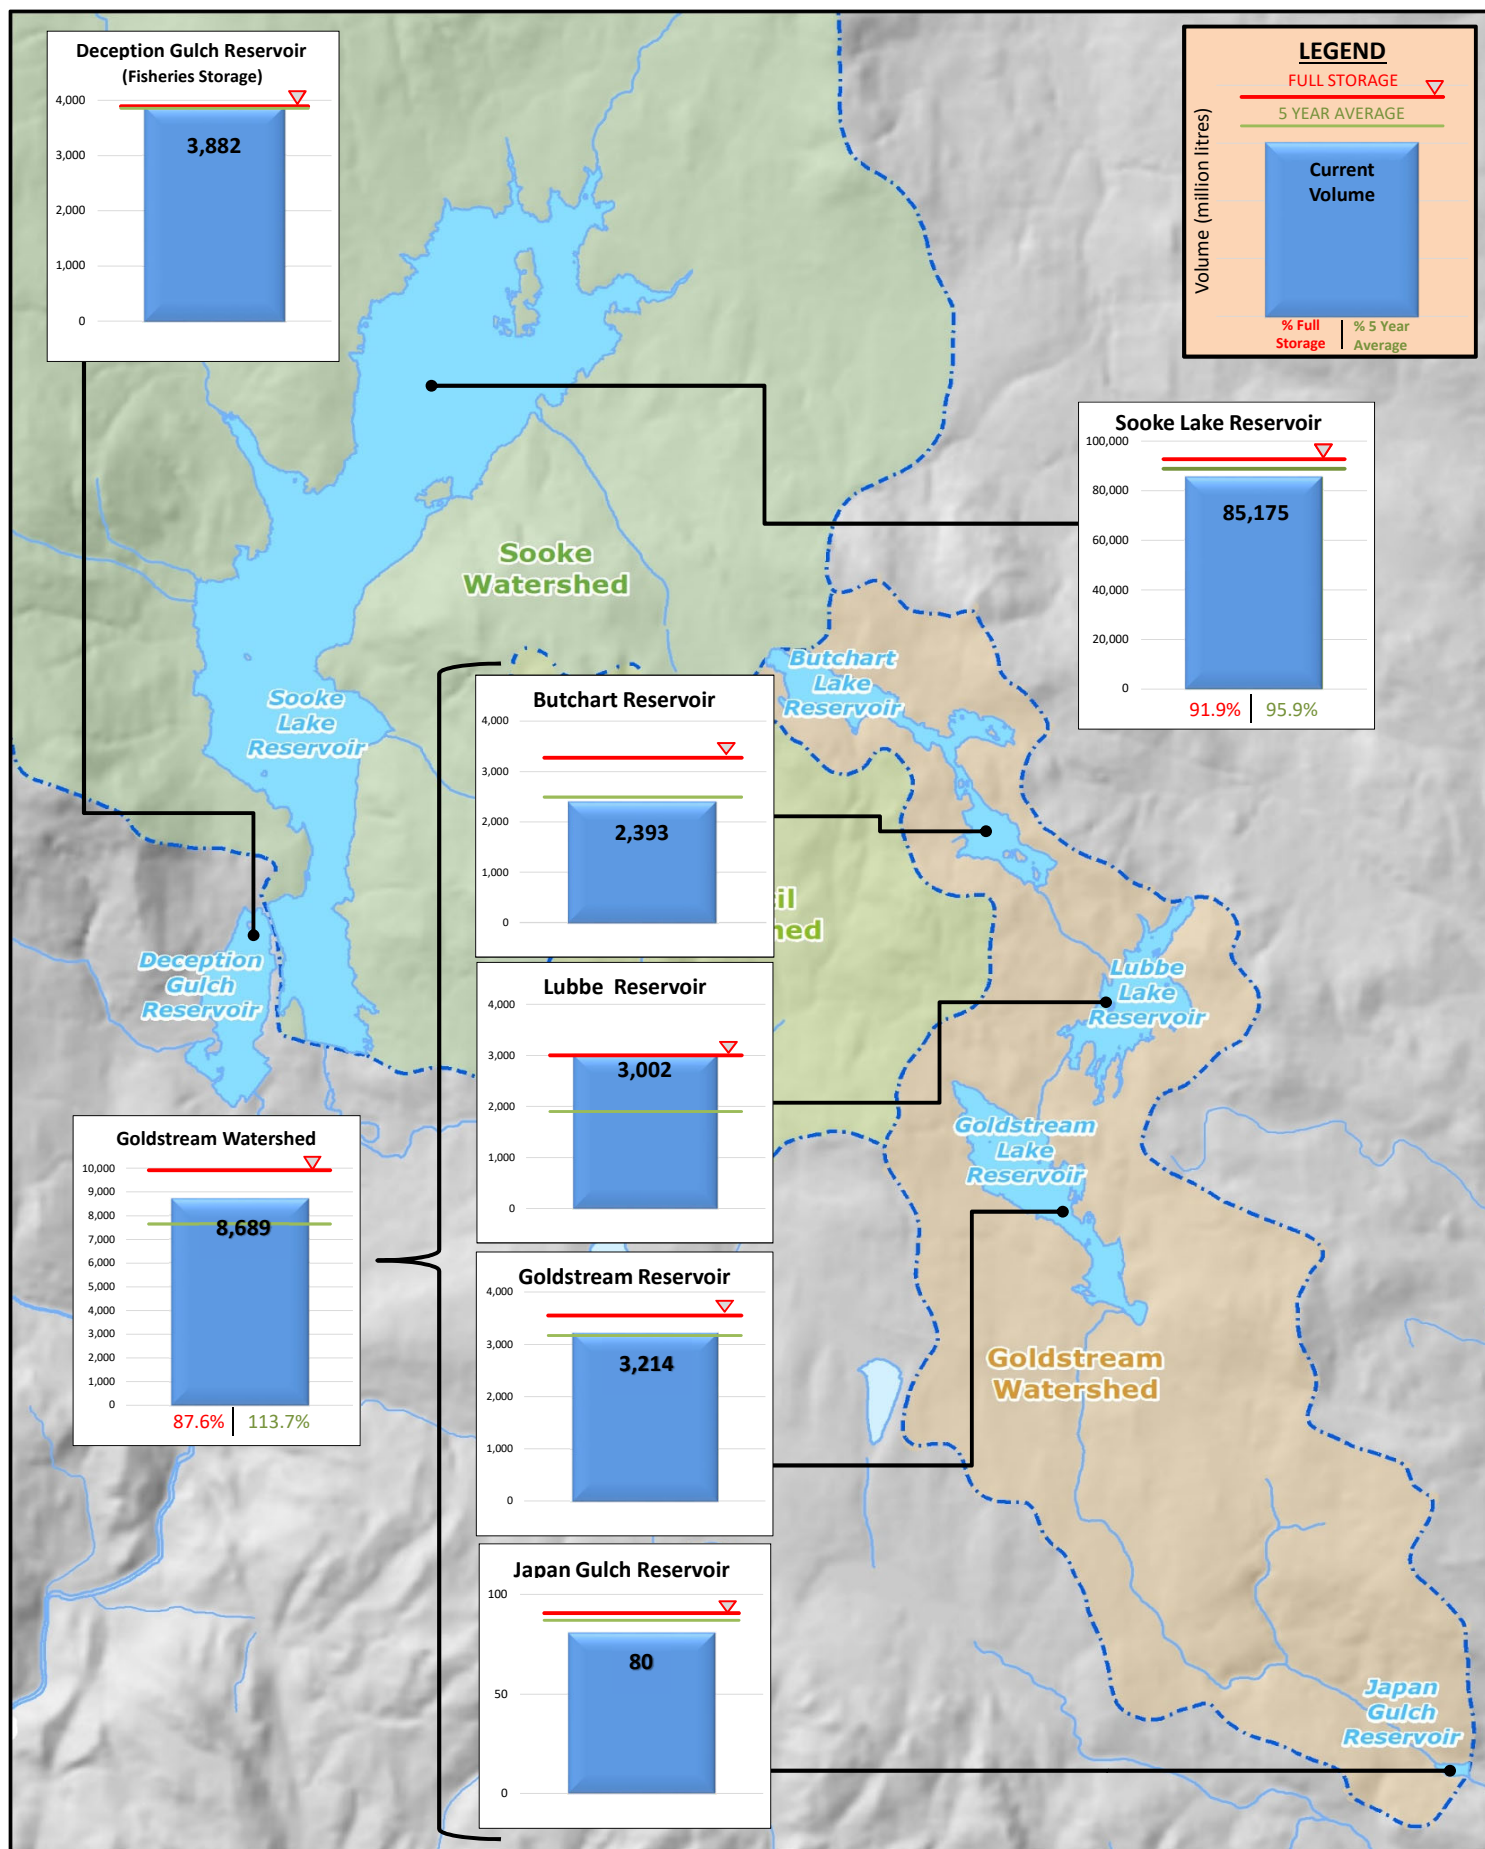 Deception Gulch Reservoir
(Fisheries Storage)
4,000
3,000
2,000
1,000
0
3,882
LEGEND
FULL STORAGE
5 YEAR AVERAGE
Volume (million litres)
Current
Volume
% Full
Storage
% 5 Year
Average
Sooke Lake Reservoir
100,000
80,000
60,000
40,000
20,000
0
85,175
91.9%
95.9%
Sooke
Watershed
Sooke
Lake
Reservoir
Butchart
Lake
Reservoir
Butchart Reservoir
4,000
3,000
2,000
1,000
0
2,393
Deception
Gulch
Reservoir
Lubbe
Lake
Reservoir
Lubbe Reservoir
4,000
3,000
2,000
1,000
0
3,002
Goldstream
Lake
Reservoir
Goldstream Watershed
10,000
9,000
8,000
7,000
6,000
5,000
4,000
3,000
2,000
1,000
0
8,689
87.6%
113.7%
Goldstream Reservoir
4,000
3,000
2,000
1,000
0
3,214
Goldstream
Watershed
Japan Gulch Reservoir
100
50
0
80
Japan
Gulch
Reservoir